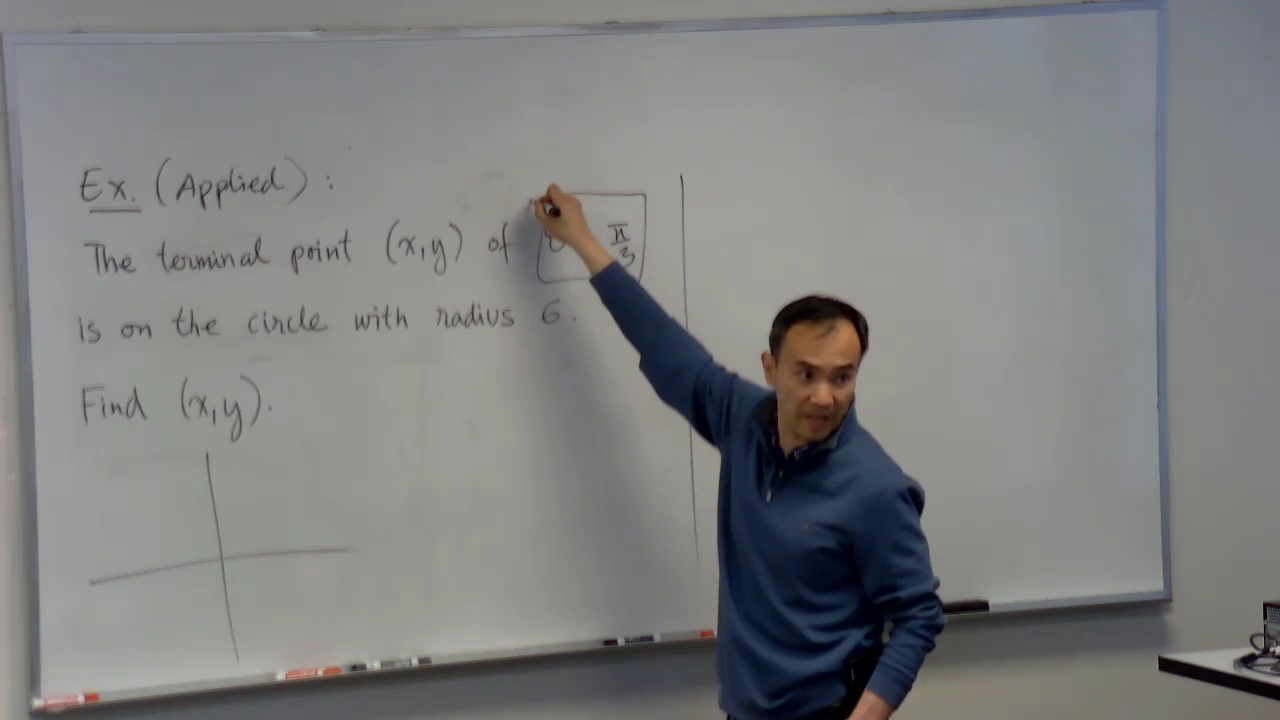 Ex. (Applied):
The terminal point (x,y) of π/3
is on the circle with radius 6.
Find (x,y).